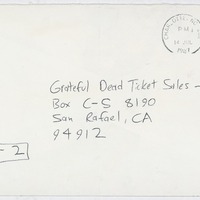 Grateful Dead Ticket Sales -
Box C-S 8190
San Rafael, CA
94912
- 2